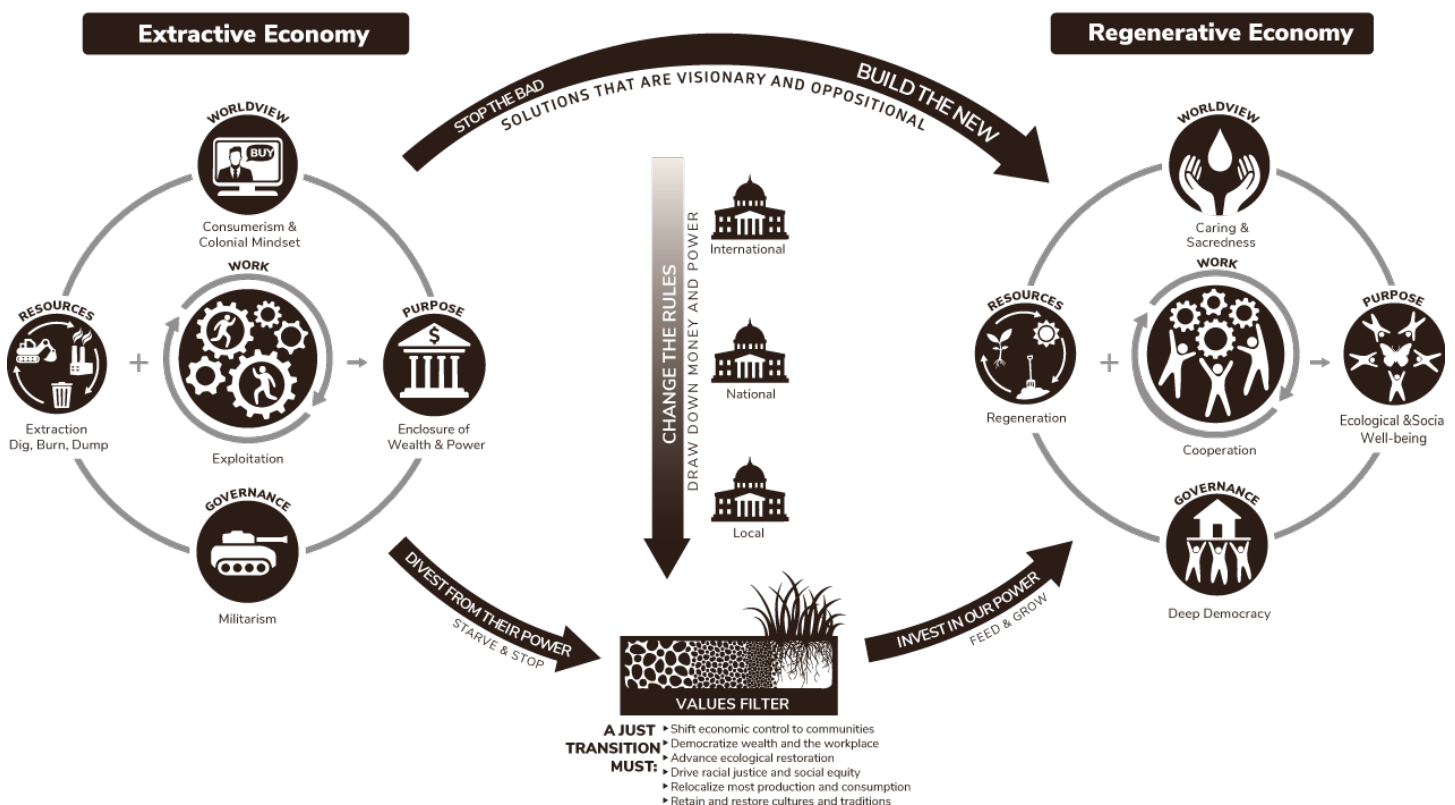 Extractive Economy
Regenerative Economy
STOP THE BAD
BUILD THE NEW
SOLUTIONS THAT ARE VISIONARY AND OPPOSITIONAL
WORLDVIEW
BUY
Consumerism &
Colonial Mindset
RESOURCES
Extraction
Dig, Burn, Dump
WORK
Exploitation
PURPOSE
$
Enclosure of
Wealth & Power
GOVERNANCE
Militarism
CHANGE THE RULES
DRAW DOWN MONEY AND POWER
International
National
Local
WORLDVIEW
Caring &
Sacredness
RESOURCES
Regeneration
WORK
Cooperation
PURPOSE
Ecological &Social
Well-being
GOVERNANCE
Deep Democracy
DIVEST FROM THEIR POWER
STARVE & STOP
INVEST IN OUR POWER
FEED & GROW
VALUES FILTER
A JUST
TRANSITION
MUST:
Shift economic control to communities
Democratize wealth and the workplace
Advance ecological restoration
Drive racial justice and social equity
Relocalize most production and consumption
Retain and restore cultures and traditions